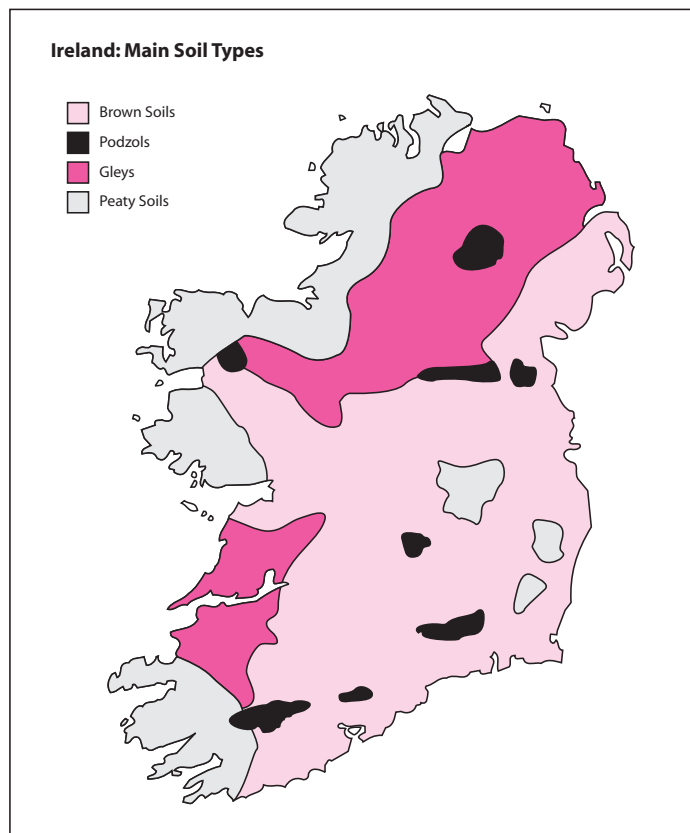 Ireland: Main Soil Types
Brown Soils
Podzols
Gleys
Peaty Soils